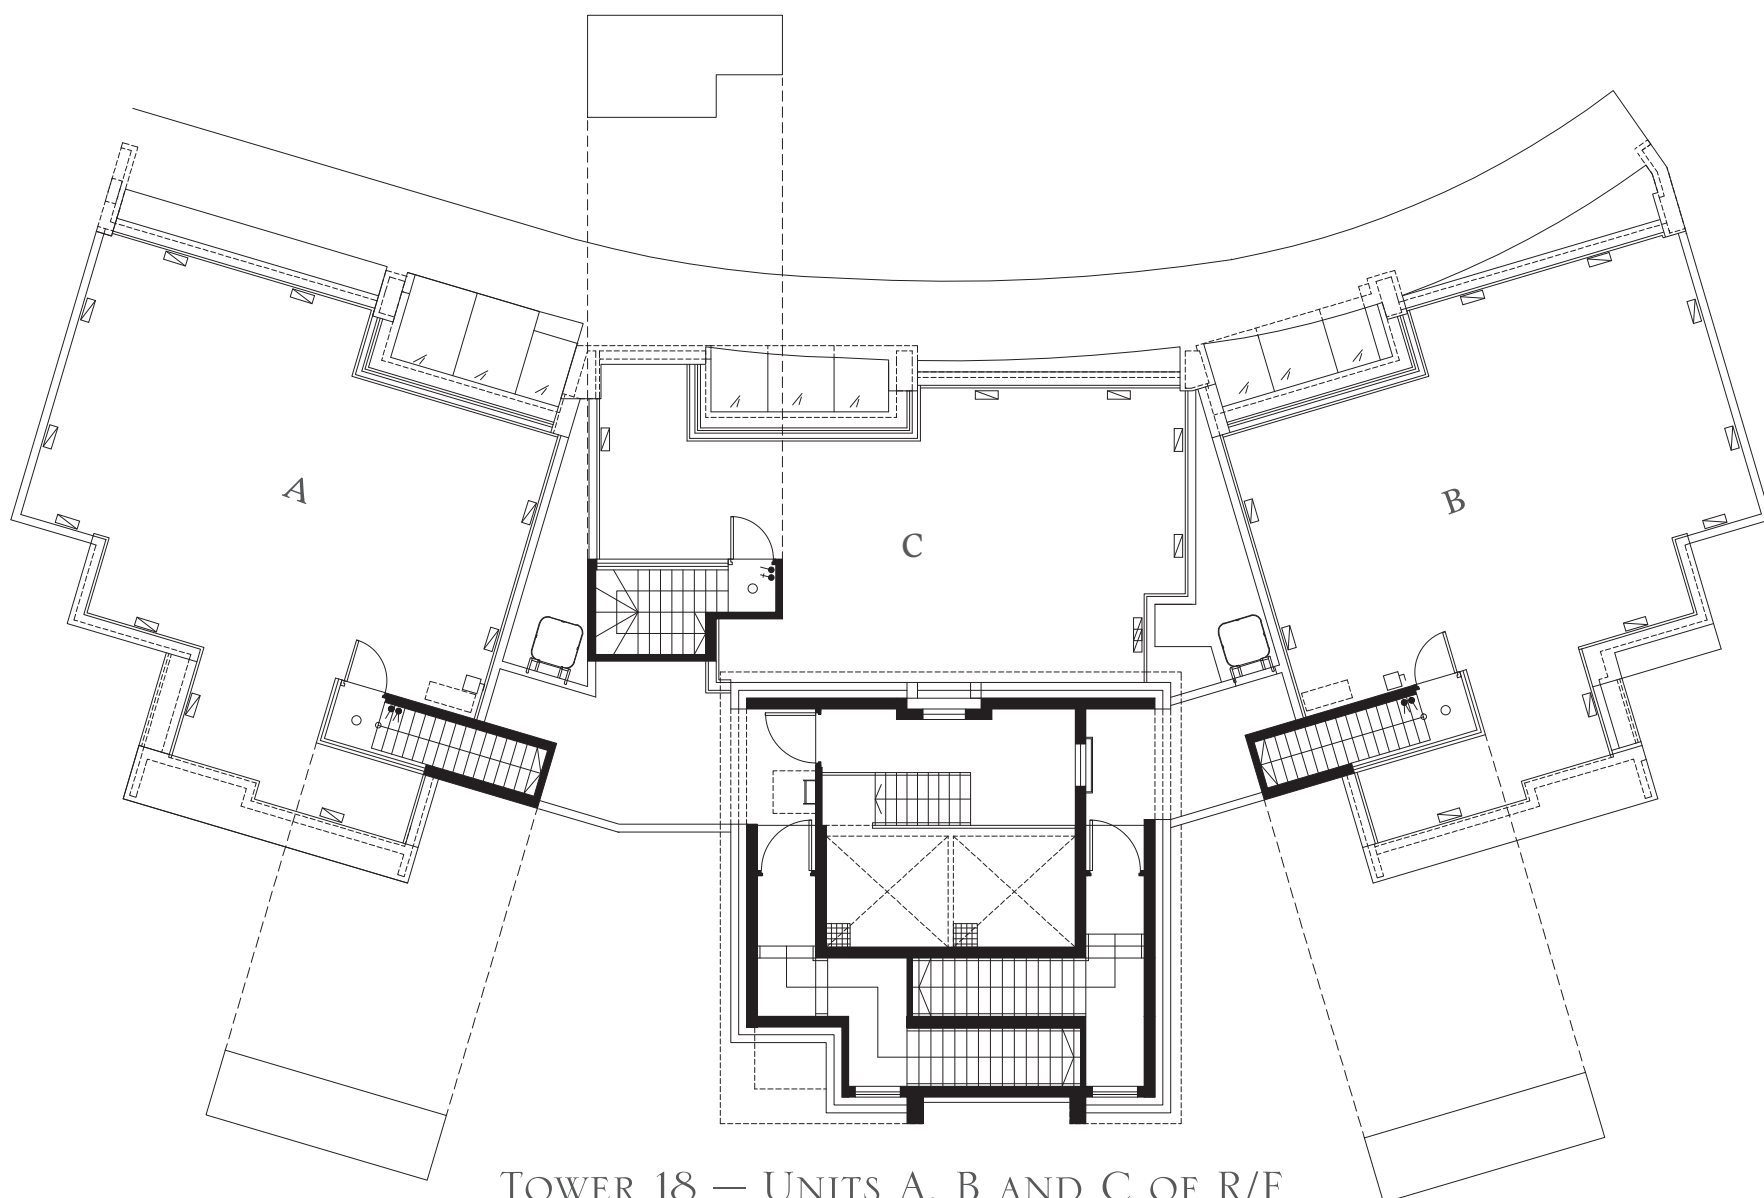 A
B
C
TOWER 18 — UNITS A, B AND C OF R/F